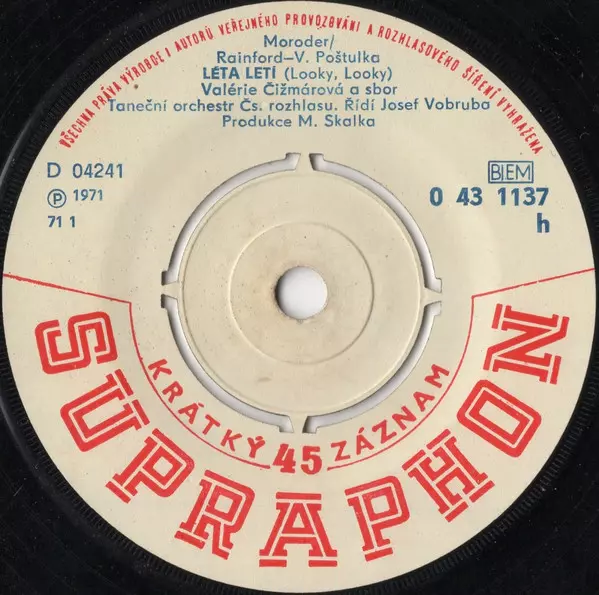 VŠECHNA PRÁVA VÝROBCE I AUTORŮ VEŘEJNÉHO PROVOZOVÁNÍ A ROZHLASOVÉHO ŠÍŘENÍ VYHRAŽENA
Moroder/
Rainford–V. Poštulka
LÉTA LETÍ (Looky, Looky)
Valérie Čižmárová a sbor
Taneční orchestr Čs. rozhlasu. Řídí Josef Vobruba
Produkce M. Skalka
D 04241
Ⓟ 1971
71 1
BIEM
0 43 1137
h
KRÁTKÝ 45 ZÁZNAM
SUPRAPHON